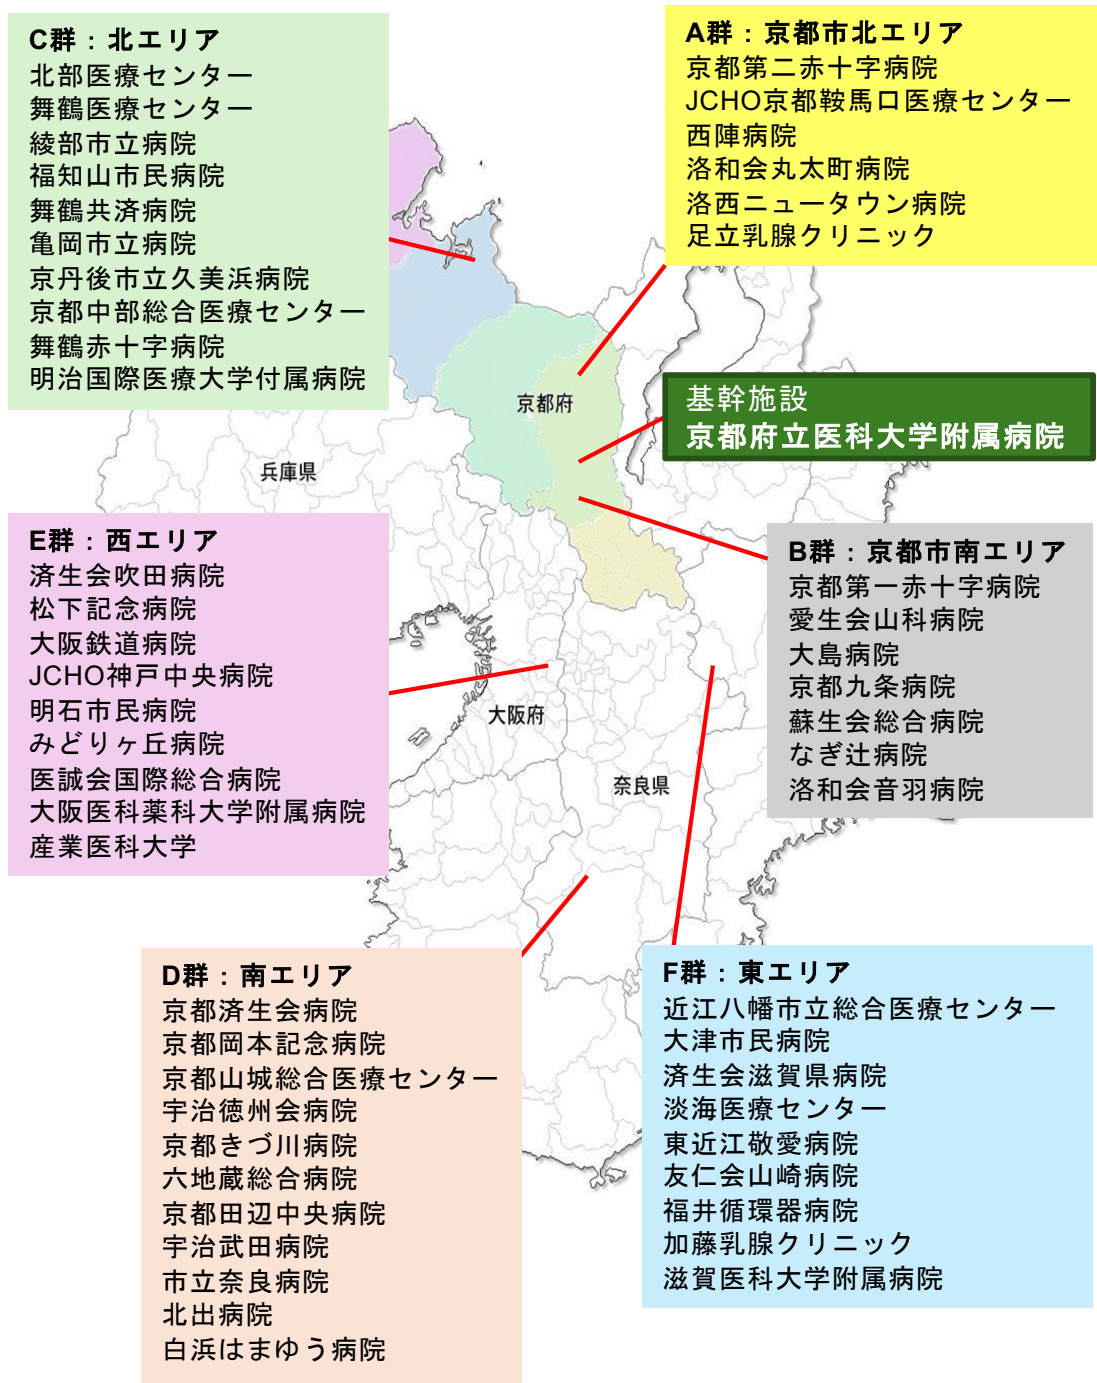 C群：北エリア
北部医療センター
舞鶴医療センター
綾部市立病院
福知山市民病院
舞鶴共済病院
亀岡市立病院
京丹後市立久美浜病院
京都中部総合医療センター
舞鶴赤十字病院
明治国際医療大学付属病院
A群：京都市北エリア
京都第二赤十字病院
JCHO京都鞍馬口医療センター
西陣病院
洛和会丸太町病院
洛西ニュータウン病院
足立乳腺クリニック
京都府
基幹施設
京都府立医科大学附属病院
兵庫県
E群：西エリア
済生会吹田病院
松下記念病院
大阪鉄道病院
JCHO神戸中央病院
明石市民病院
みどりヶ丘病院
医誠会国際総合病院
大阪医科薬科大学附属病院
産業医科大学
B群：京都市南エリア
京都第一赤十字病院
愛生会山科病院
大島病院
京都九条病院
蘇生会総合病院
なぎ辻病院
洛和会音羽病院
大阪府
奈良県
D群：南エリア
京都済生会病院
京都岡本記念病院
京都山城総合医療センター
宇治徳州会病院
京都きづ川病院
六地蔵総合病院
京都田辺中央病院
宇治武田病院
市立奈良病院
北出病院
白浜はまゆう病院
F群：東エリア
近江八幡市立総合医療センター
大津市民病院
済生会滋賀県病院
淡海医療センター
東近江敬愛病院
友仁会山崎病院
福井循環器病院
加藤乳腺クリニック
滋賀医科大学附属病院